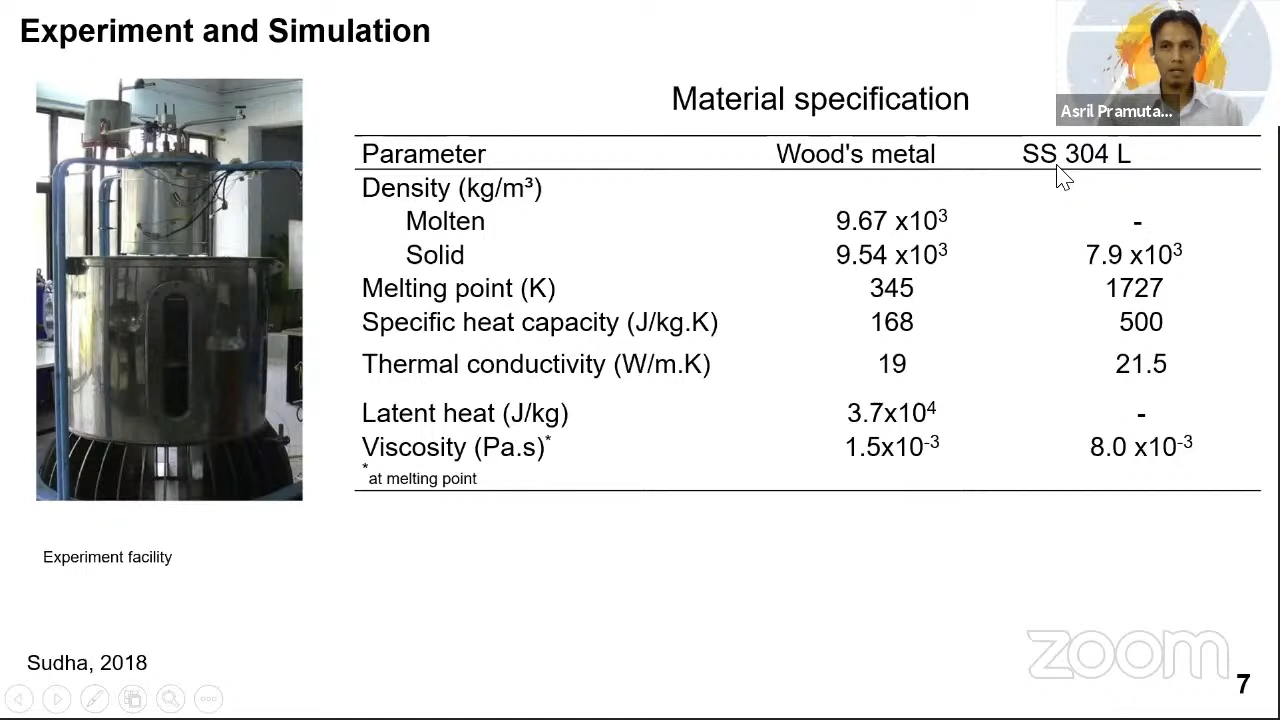 Experiment and Simulation
Asril Pramuta...
Material specification
Parameter Wood's metal SS 304 L
Density (kg/m³)
Molten 9.67 x10³ -
Solid 9.54 x10³ 7.9 x10³
Melting point (K) 345 1727
Specific heat capacity (J/kg.K) 168 500
Thermal conductivity (W/m.K) 19 21.5
Latent heat (J/kg) 3.7x10⁴ -
Viscosity (Pa.s)* 1.5x10⁻³ 8.0 x10⁻³
*at melting point
Experiment facility
Sudha, 2018
zoom
7